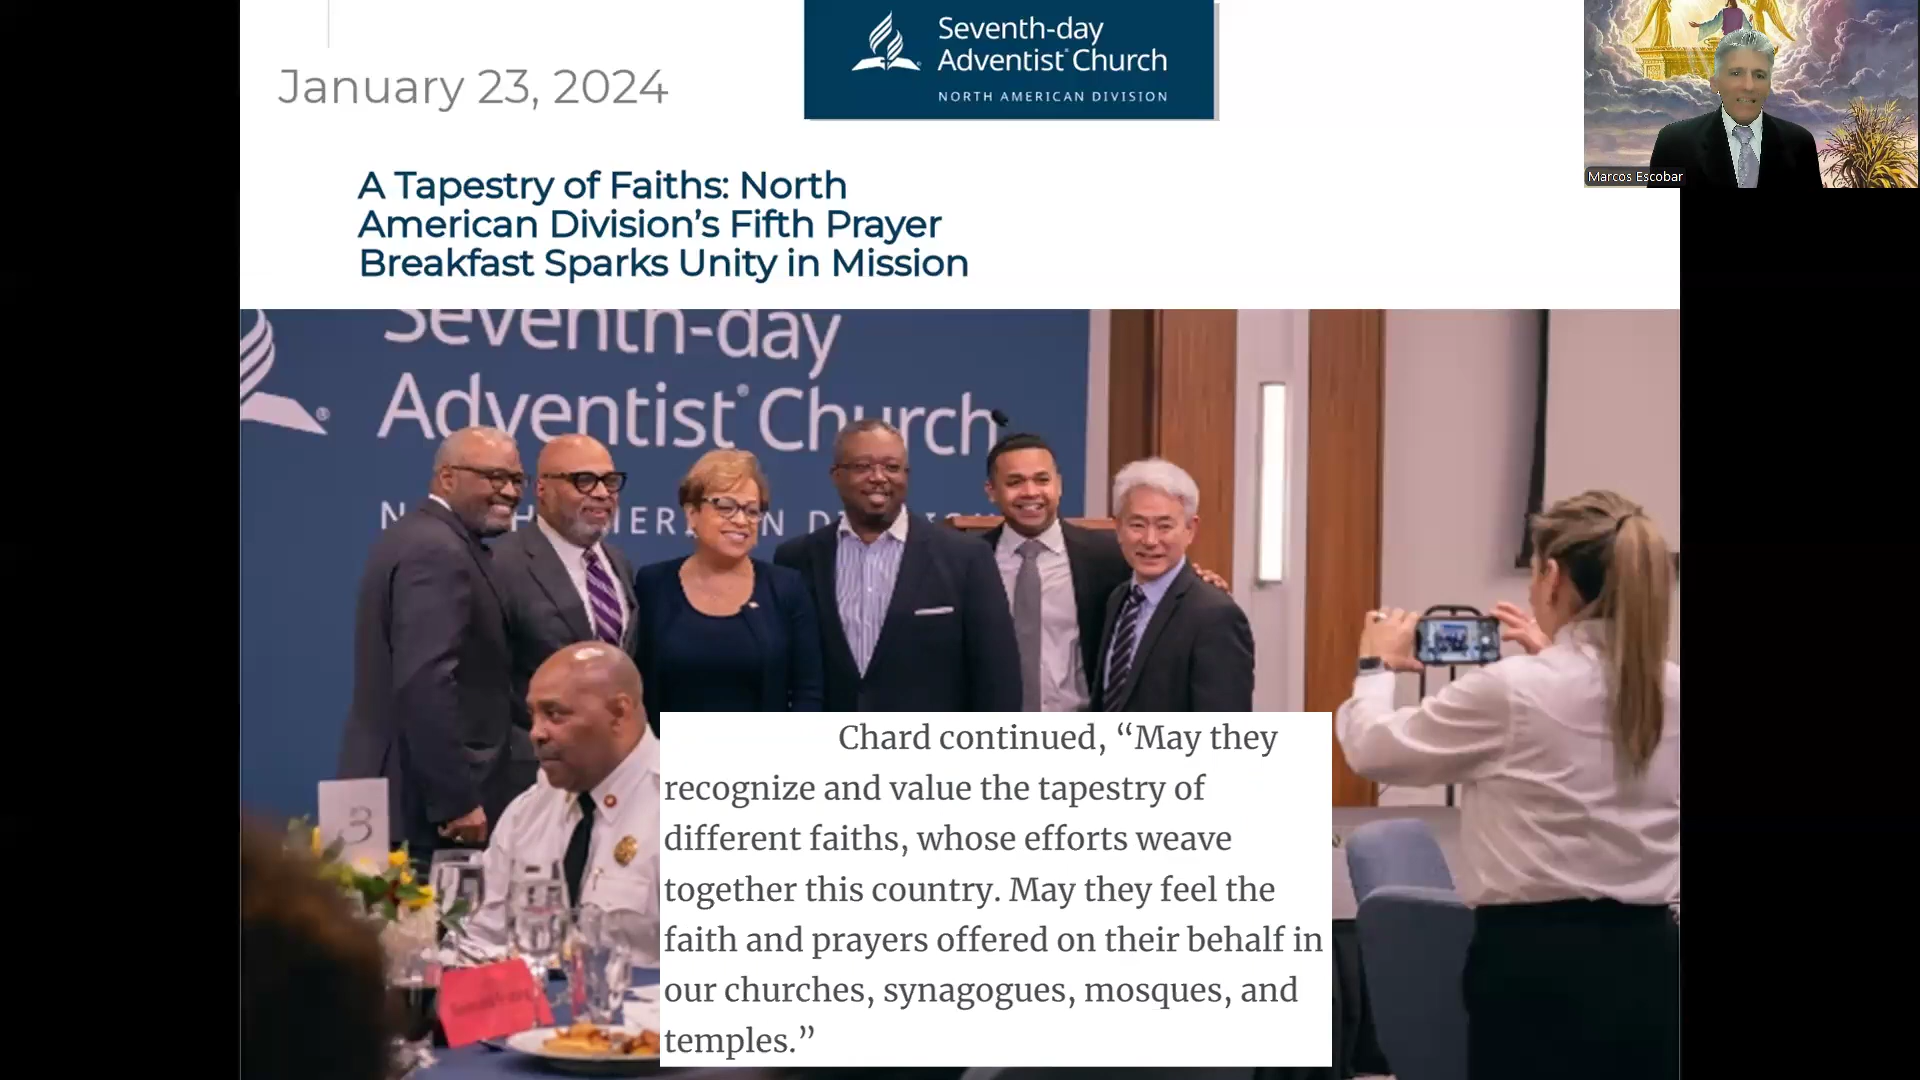 January 23, 2024
Seventh-day
Adventist Church
NORTH AMERICAN DIVISION
Marcos Escobar
A Tapestry of Faiths: North
American Division's Fifth Prayer
Breakfast Sparks Unity in Mission
Seventh-day
Adventist® Church
3
Chard continued, “May they
recognize and value the tapestry of
different faiths, whose efforts weave
together this country. May they feel the
faith and prayers offered on their behalf in
our churches, synagogues, mosques, and
temples.”